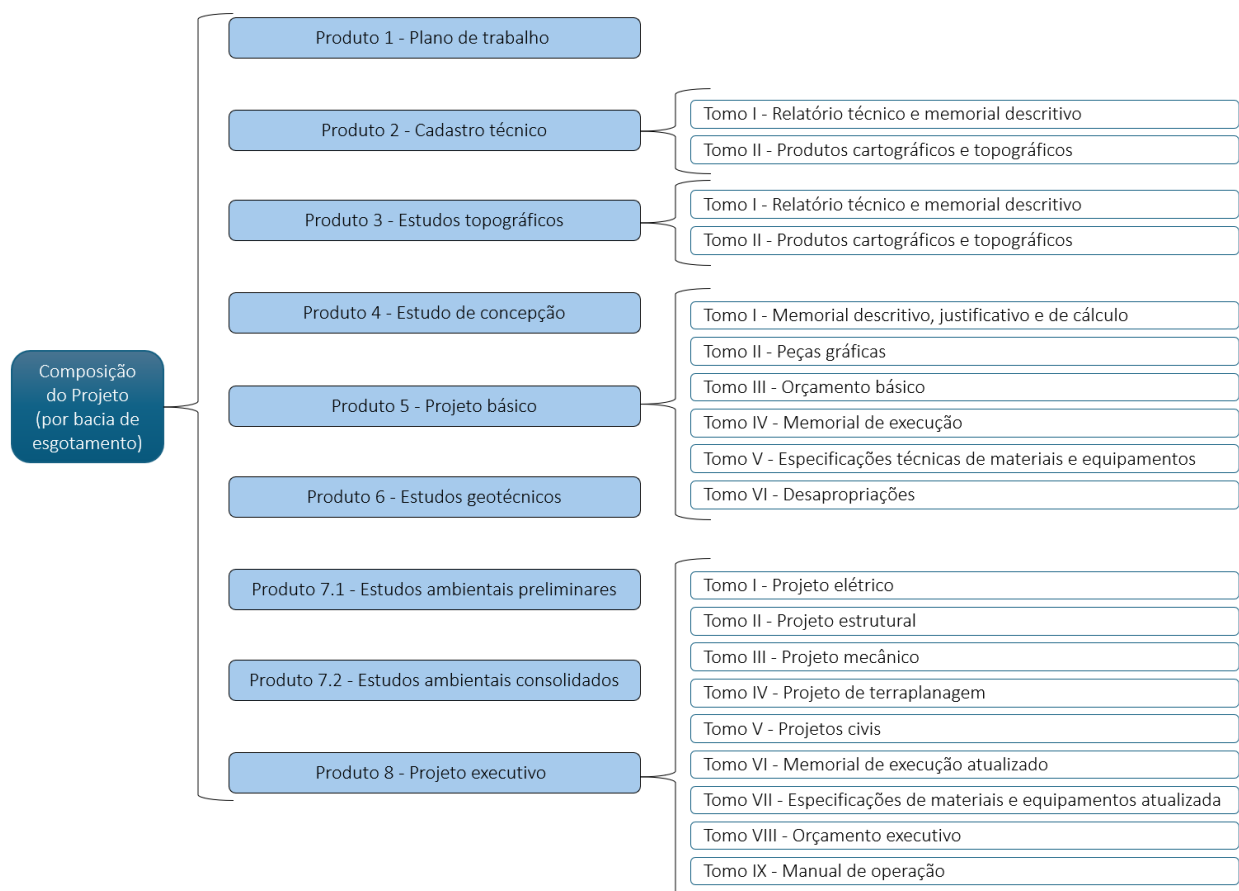 Composição
do Projeto
(por bacia de
esgotamento)
Produto 1 - Plano de trabalho
Produto 2 - Cadastro técnico
Tomo I - Relatório técnico e memorial descritivo
Tomo II - Produtos cartográficos e topográficos
Produto 3 - Estudos topográficos
Tomo I - Relatório técnico e memorial descritivo
Tomo II - Produtos cartográficos e topográficos
Produto 4 - Estudo de concepção
Produto 5 - Projeto básico
Tomo I - Memorial descritivo, justificativo e de cálculo
Tomo II - Peças gráficas
Tomo III - Orçamento básico
Tomo IV - Memorial de execução
Tomo V - Especificações técnicas de materiais e equipamentos
Tomo VI - Desapropriações
Produto 6 - Estudos geotécnicos
Produto 7.1 - Estudos ambientais preliminares
Produto 7.2 - Estudos ambientais consolidados
Produto 8 - Projeto executivo
Tomo I - Projeto elétrico
Tomo II - Projeto estrutural
Tomo III - Projeto mecânico
Tomo IV - Projeto de terraplanagem
Tomo V - Projetos civis
Tomo VI - Memorial de execução atualizado
Tomo VII - Especificações de materiais e equipamentos atualizada
Tomo VIII - Orçamento executivo
Tomo IX - Manual de operação